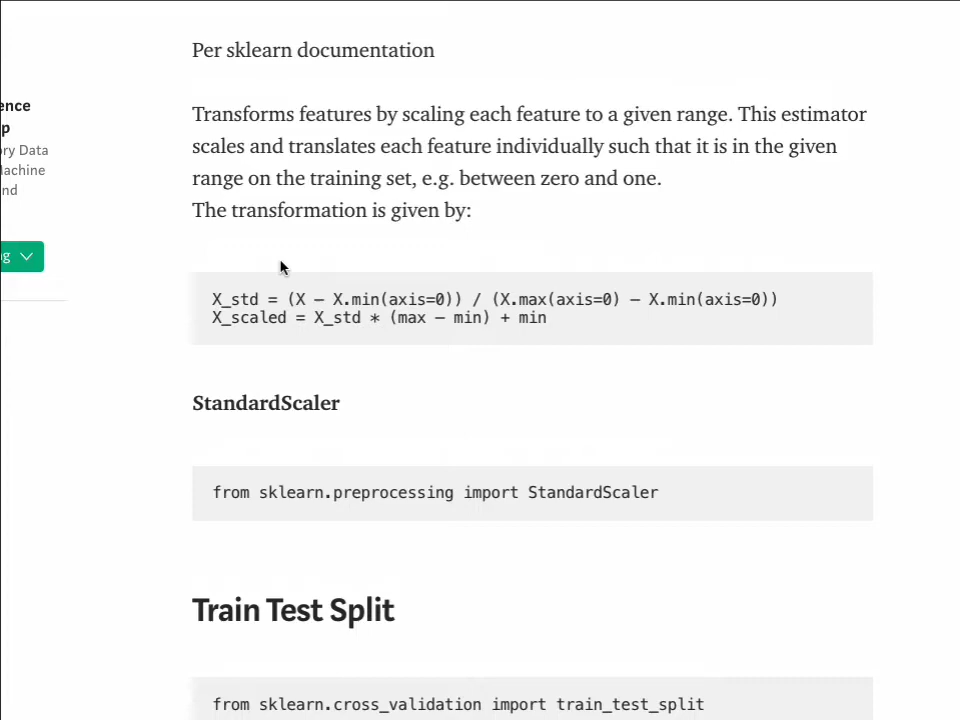 Per sklearn documentation
ence
p
ory Data
Machine
nd
g
Transforms features by scaling each feature to a given range. This estimator
scales and translates each feature individually such that it is in the given
range on the training set, e.g. between zero and one.
The transformation is given by:
X_std = (X — X.min(axis=0)) / (X.max(axis=0) — X.min(axis=0))
X_scaled = X_std * (max — min) + min
StandardScaler
from sklearn.preprocessing import StandardScaler
Train Test Split
from sklearn.cross_validation import train_test_split